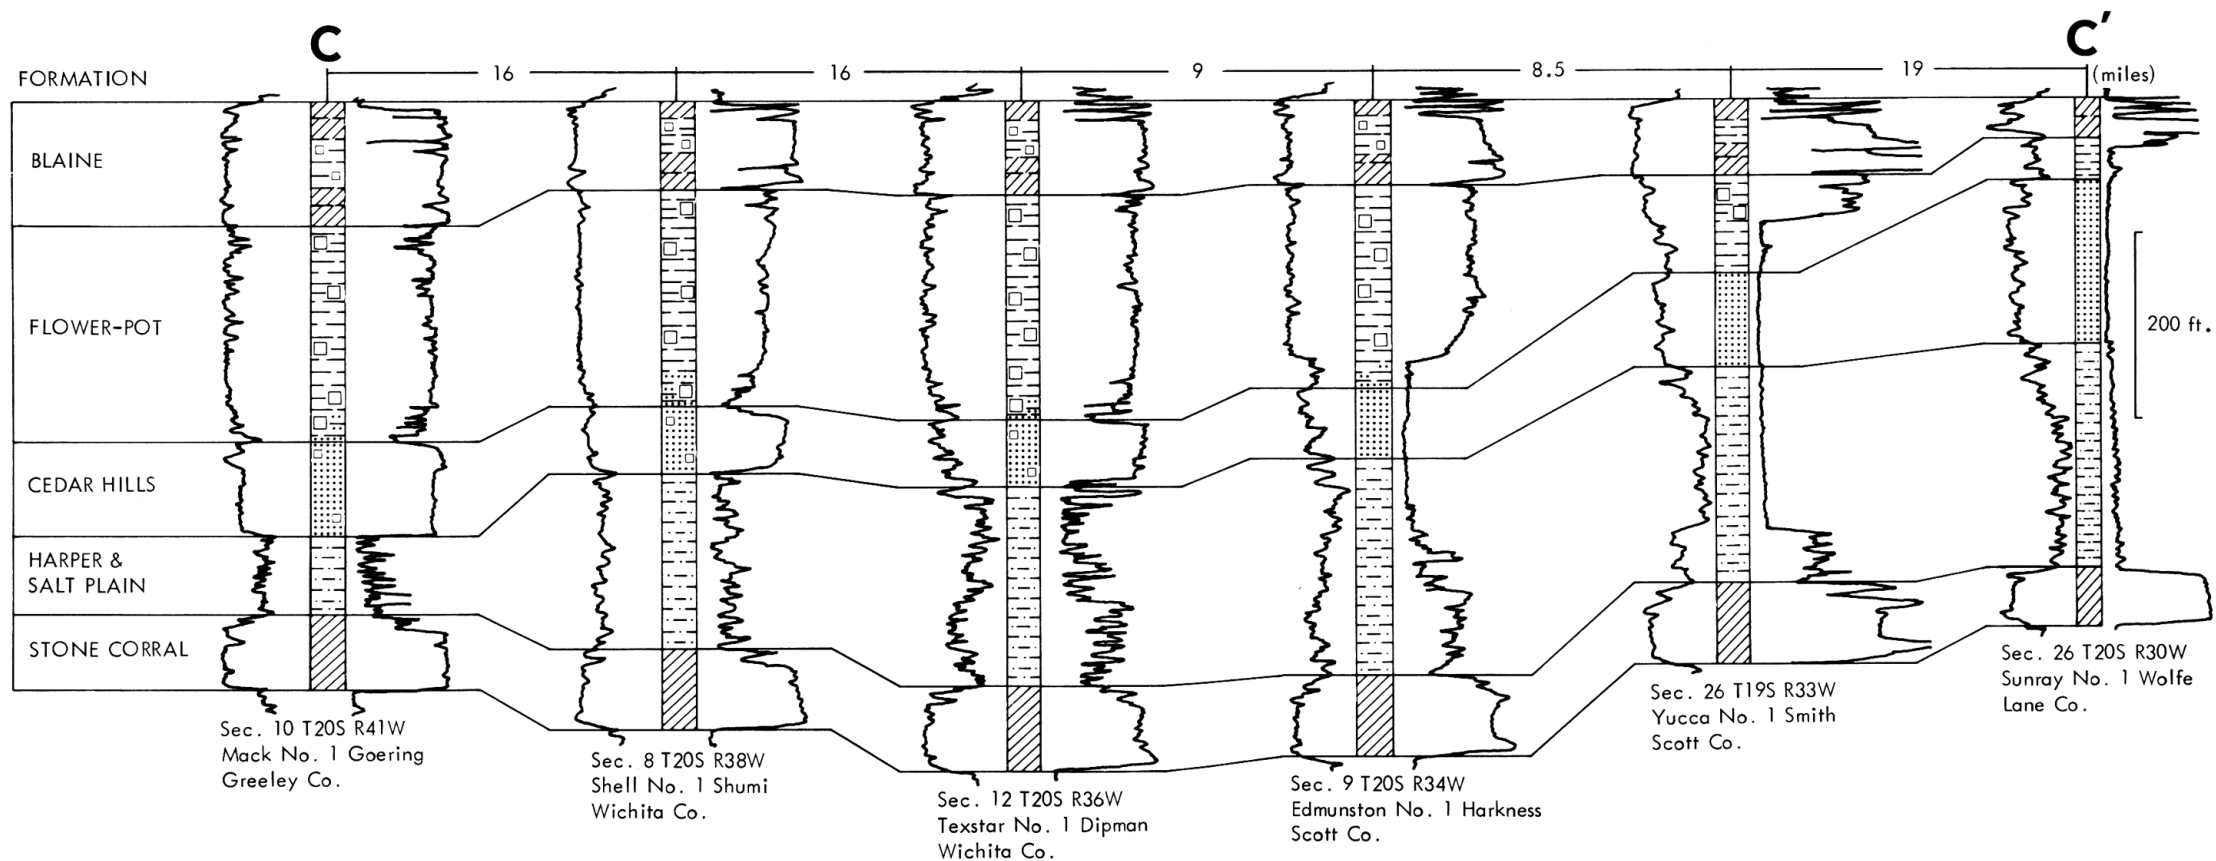 C
C'
FORMATION
16
16
9
8.5
19
(miles)
BLAINE
FLOWER-POT
200 ft.
CEDAR HILLS
HARPER &
SALT PLAIN
STONE CORRAL
Sec. 10 T20S R41W
Mack No. 1 Goering
Greeley Co.
Sec. 8 T20S R38W
Shell No. 1 Shumi
Wichita Co.
Sec. 12 T20S R36W
Texstar No. 1 Dipman
Wichita Co.
Sec. 9 T20S R34W
Edmunston No. 1 Harkness
Scott Co.
Sec. 26 T19S R33W
Yucca No. 1 Smith
Scott Co.
Sec. 26 T20S R30W
Sunray No. 1 Wolfe
Lane Co.